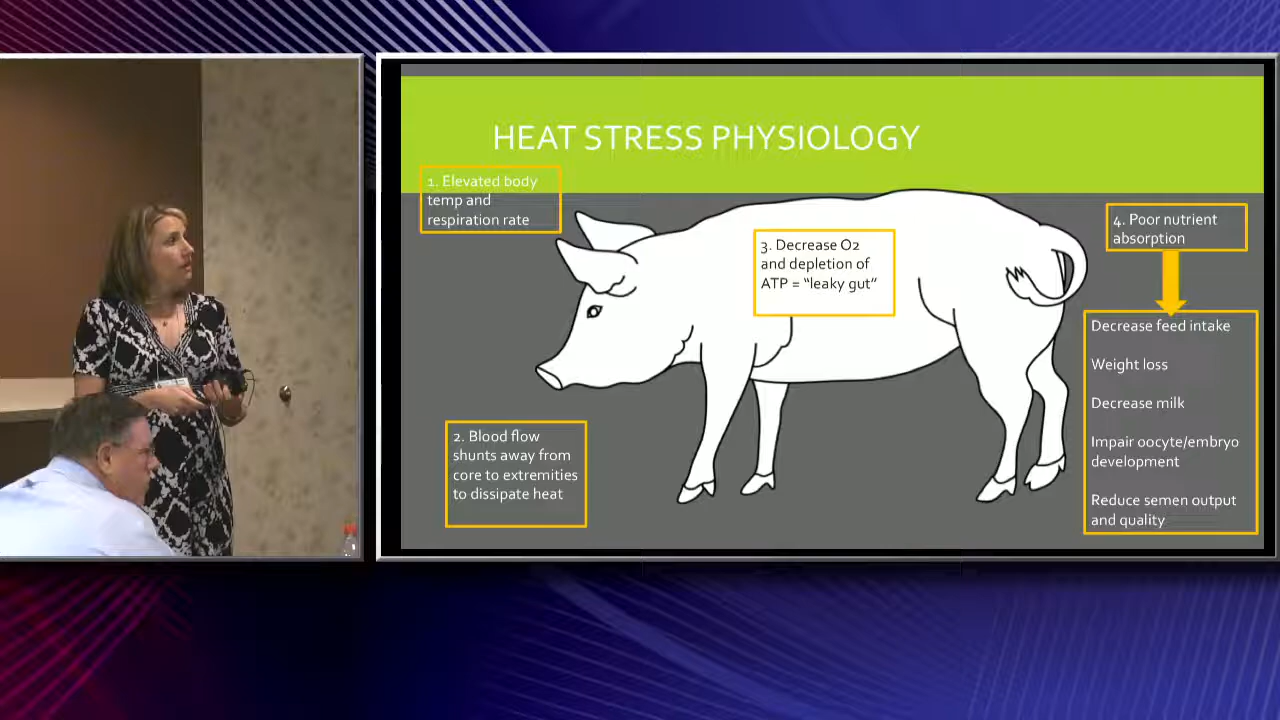 HEAT STRESS PHYSIOLOGY
1. Elevated body
temp and
respiration rate
2. Blood flow
shunts away from
core to extremities
to dissipate heat
3. Decrease O2
and depletion of
ATP = “leaky gut”
4. Poor nutrient
absorption
Decrease feed intake
Weight loss
Decrease milk
Impair oocyte/embryo
development
Reduce semen output
and quality